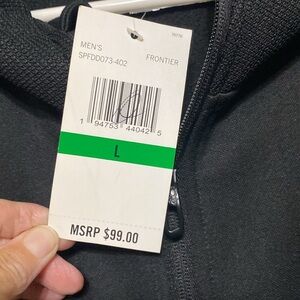 MEN'S
SPFD0073-402 FRONTIER
1 94753 44042 5
L
MSRP $99.00